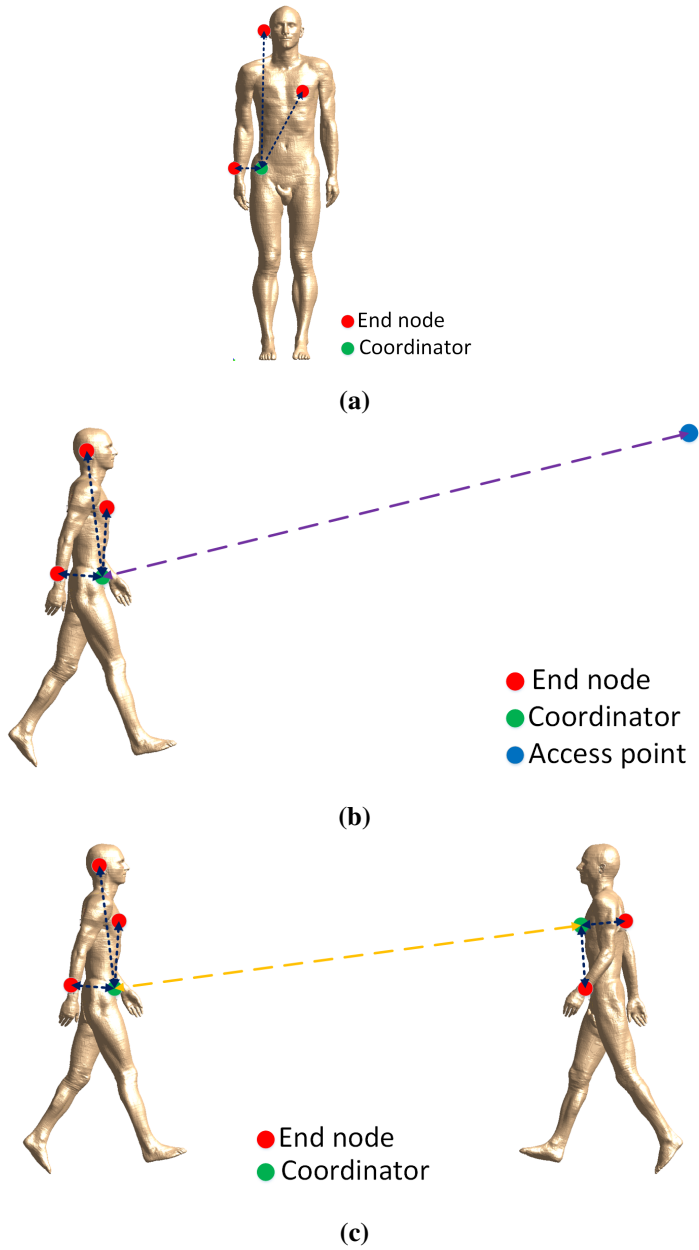 End node
Coordinator
(a)
End node
Coordinator
Access point
(b)
End node
Coordinator
(c)